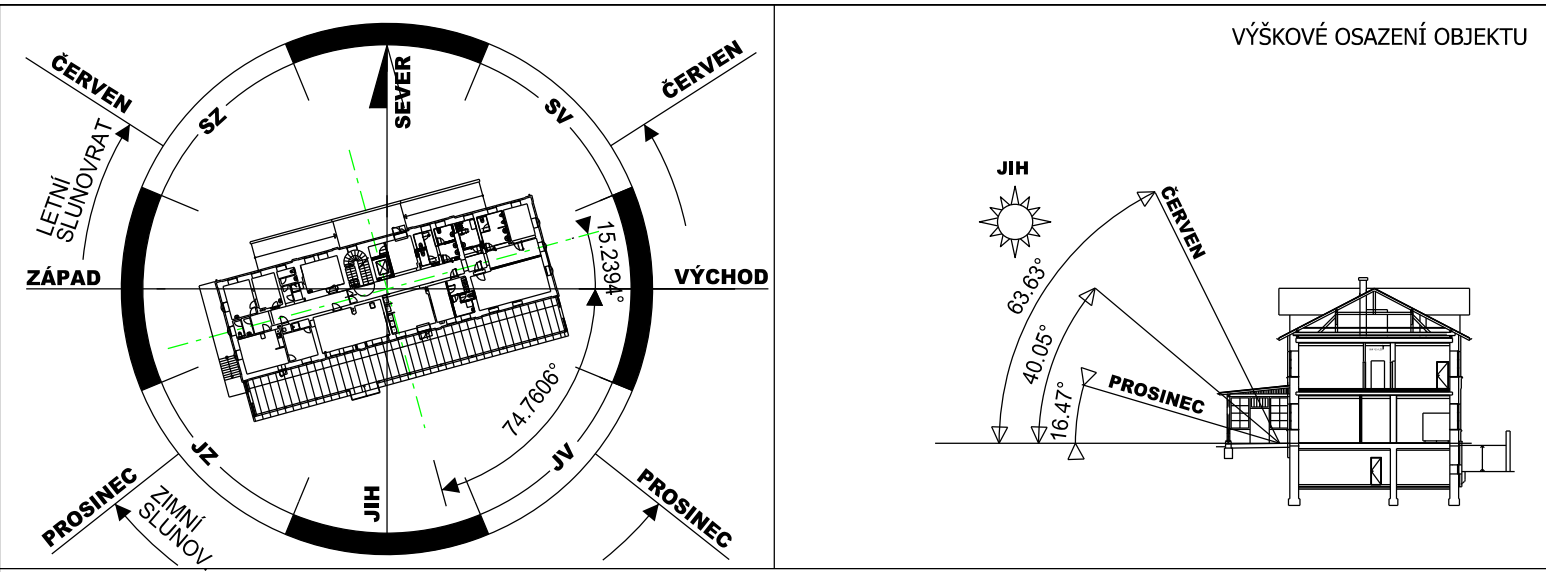 VÝŠKOVÉ OSAZENÍ OBJEKTU
ČERVEN
ČERVEN
SEVER
SZ
SV
LETNÍ
SLUNOVRAT
ZÁPAD
VÝCHOD
15.2394°
74.7606°
JZ
JV
JIH
PROSINEC
PROSINEC
ZIMNÍ
SLUNOV
JIH
ČERVEN
63.63°
40.05°
16.47°
PROSINEC